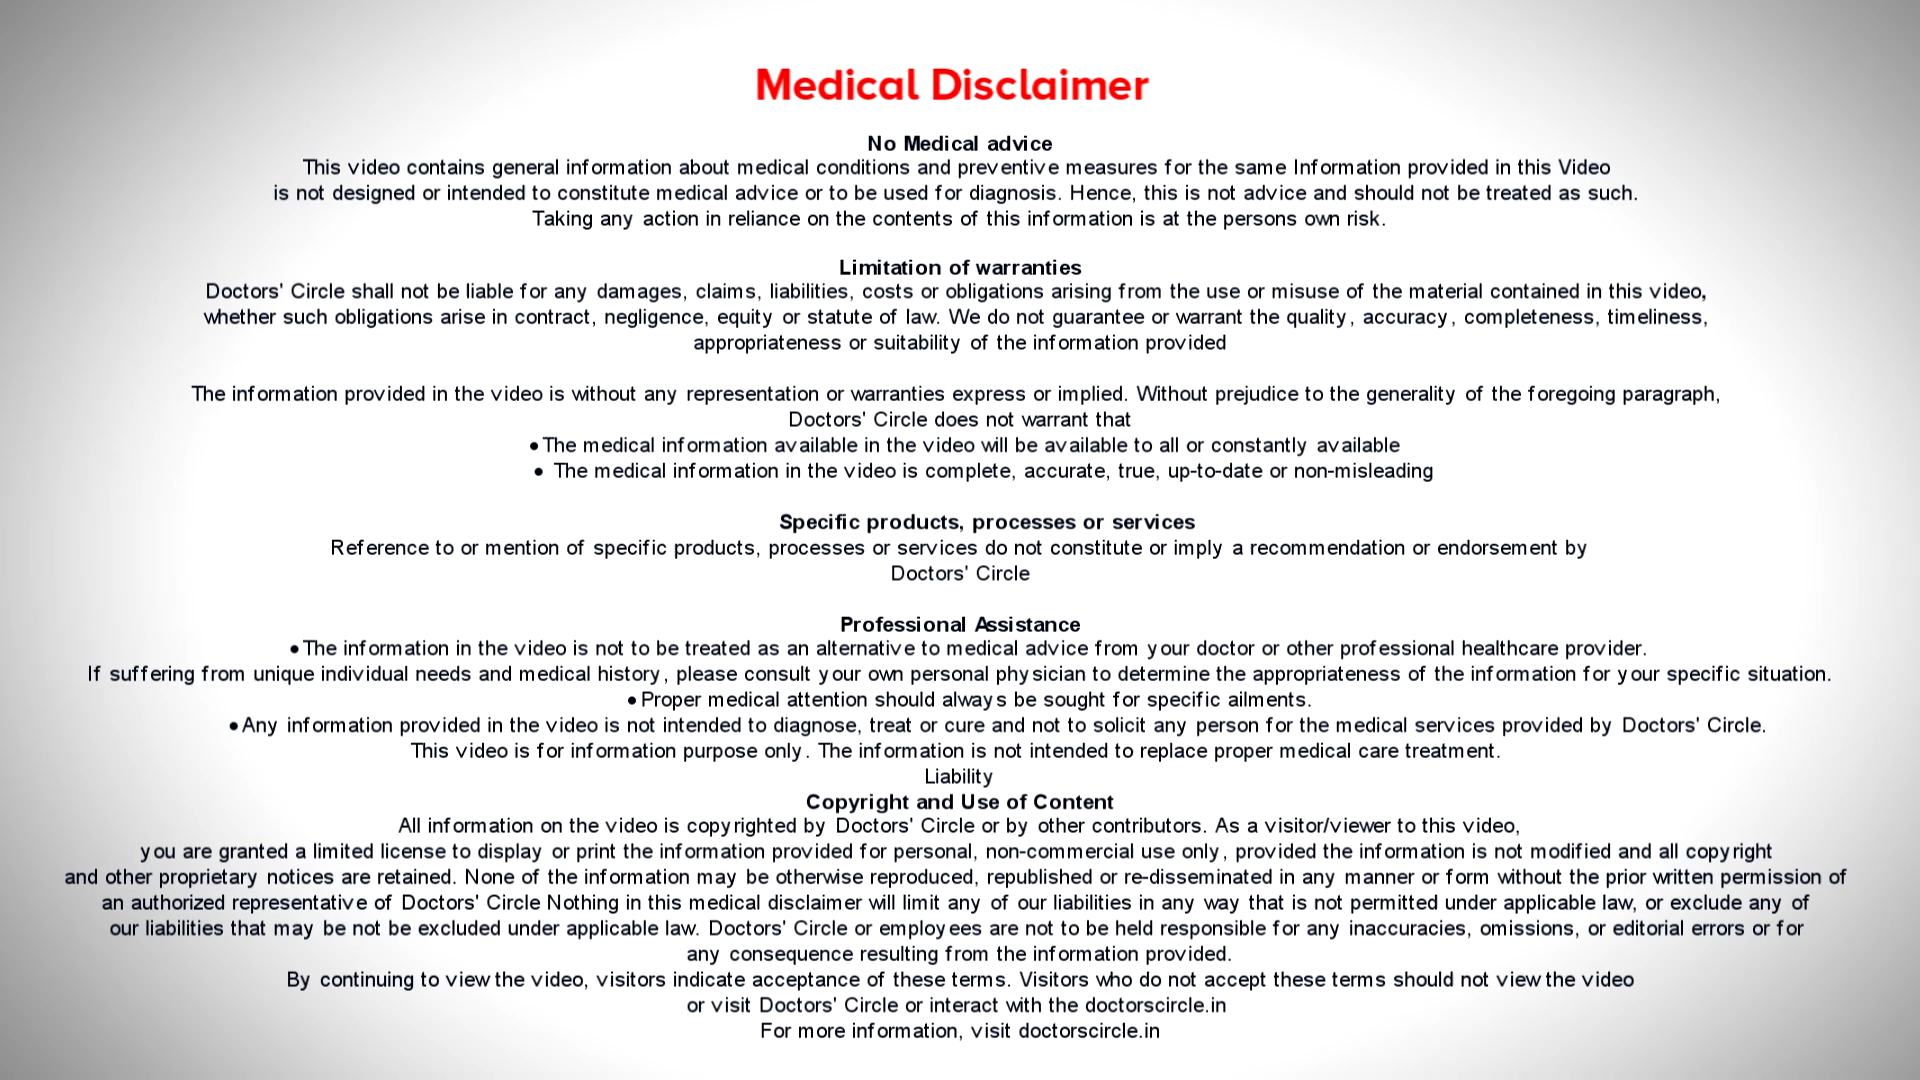 Medical Disclaimer
No Medical advice
This video contains general information about medical conditions and preventive measures for the same Information provided in this Video
is not designed or intended to constitute medical advice or to be used for diagnosis. Hence, this is not advice and should not be treated as such.
Taking any action in reliance on the contents of this information is at the persons own risk.
Limitation of warranties
Doctors' Circle shall not be liable for any damages, claims, liabilities, costs or obligations arising from the use or misuse of the material contained in this video,
whether such obligations arise in contract, negligence, equity or statute of law. We do not guarantee or warrant the quality, accuracy, completeness, timeliness,
appropriateness or suitability of the information provided
The information provided in the video is without any representation or warranties express or implied. Without prejudice to the generality of the foregoing paragraph,
Doctors' Circle does not warrant that
• The medical information available in the video will be available to all or constantly available
• The medical information in the video is complete, accurate, true, up-to-date or non-misleading
Specific products, processes or services
Reference to or mention of specific products, processes or services do not constitute or imply a recommendation or endorsement by
Doctors' Circle
Professional Assistance
• The information in the video is not to be treated as an alternative to medical advice from your doctor or other professional healthcare provider.
If suffering from unique individual needs and medical history, please consult your own personal physician to determine the appropriateness of the information for your specific situation.
• Proper medical attention should always be sought for specific ailments.
• Any information provided in the video is not intended to diagnose, treat or cure and not to solicit any person for the medical services provided by Doctors' Circle.
This video is for information purpose only. The information is not intended to replace proper medical care treatment.
Liability
Copyright and Use of Content
All information on the video is copyrighted by Doctors' Circle or by other contributors. As a visitor/viewer to this video,
you are granted a limited license to display or print the information provided for personal, non-commercial use only, provided the information is not modified and all copyright
and other proprietary notices are retained. None of the information may be otherwise reproduced, republished or re-disseminated in any manner or form without the prior written permission of
an authorized representative of Doctors' Circle Nothing in this medical disclaimer will limit any of our liabilities in any way that is not permitted under applicable law, or exclude any of
our liabilities that may be not be excluded under applicable law. Doctors' Circle or employees are not to be held responsible for any inaccuracies, omissions, or editorial errors or for
any consequence resulting from the information provided.
By continuing to view the video, visitors indicate acceptance of these terms. Visitors who do not accept these terms should not view the video
or visit Doctors' Circle or interact with the doctorscircle.in
For more information, visit doctorscircle.in